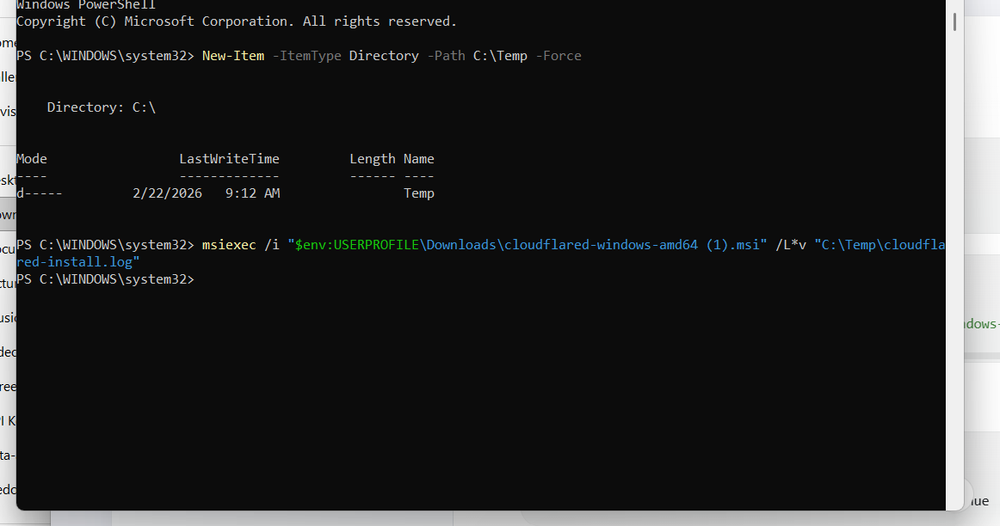 Windows PowerShell
Copyright (C) Microsoft Corporation. All rights reserved.
PS C:\WINDOWS\system32> New-Item -ItemType Directory -Path C:\Temp -Force
Directory: C:\
Mode                 LastWriteTime         Length Name
----                 -------------         ------ ----
d-----         2/22/2026   9:12 AM                Temp
PS C:\WINDOWS\system32> msiexec /i "$env:USERPROFILE\Downloads\cloudflared-windows-amd64 (1).msi" /L*v "C:\Temp\cloudfla
red-install.log"
PS C:\WINDOWS\system32>